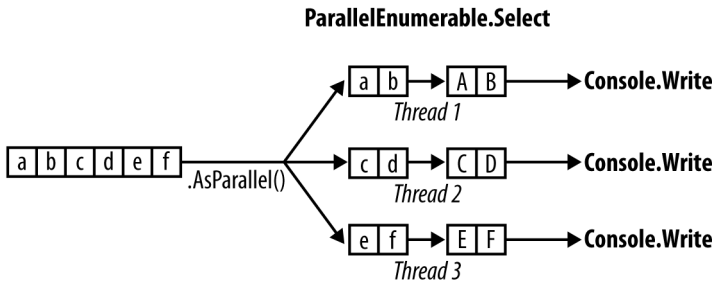 ParallelEnumerable.Select
a b A B Console.Write
Thread 1
a b c d e f c d C D Console.Write
.AsParallel()
Thread 2
e f E F Console.Write
Thread 3